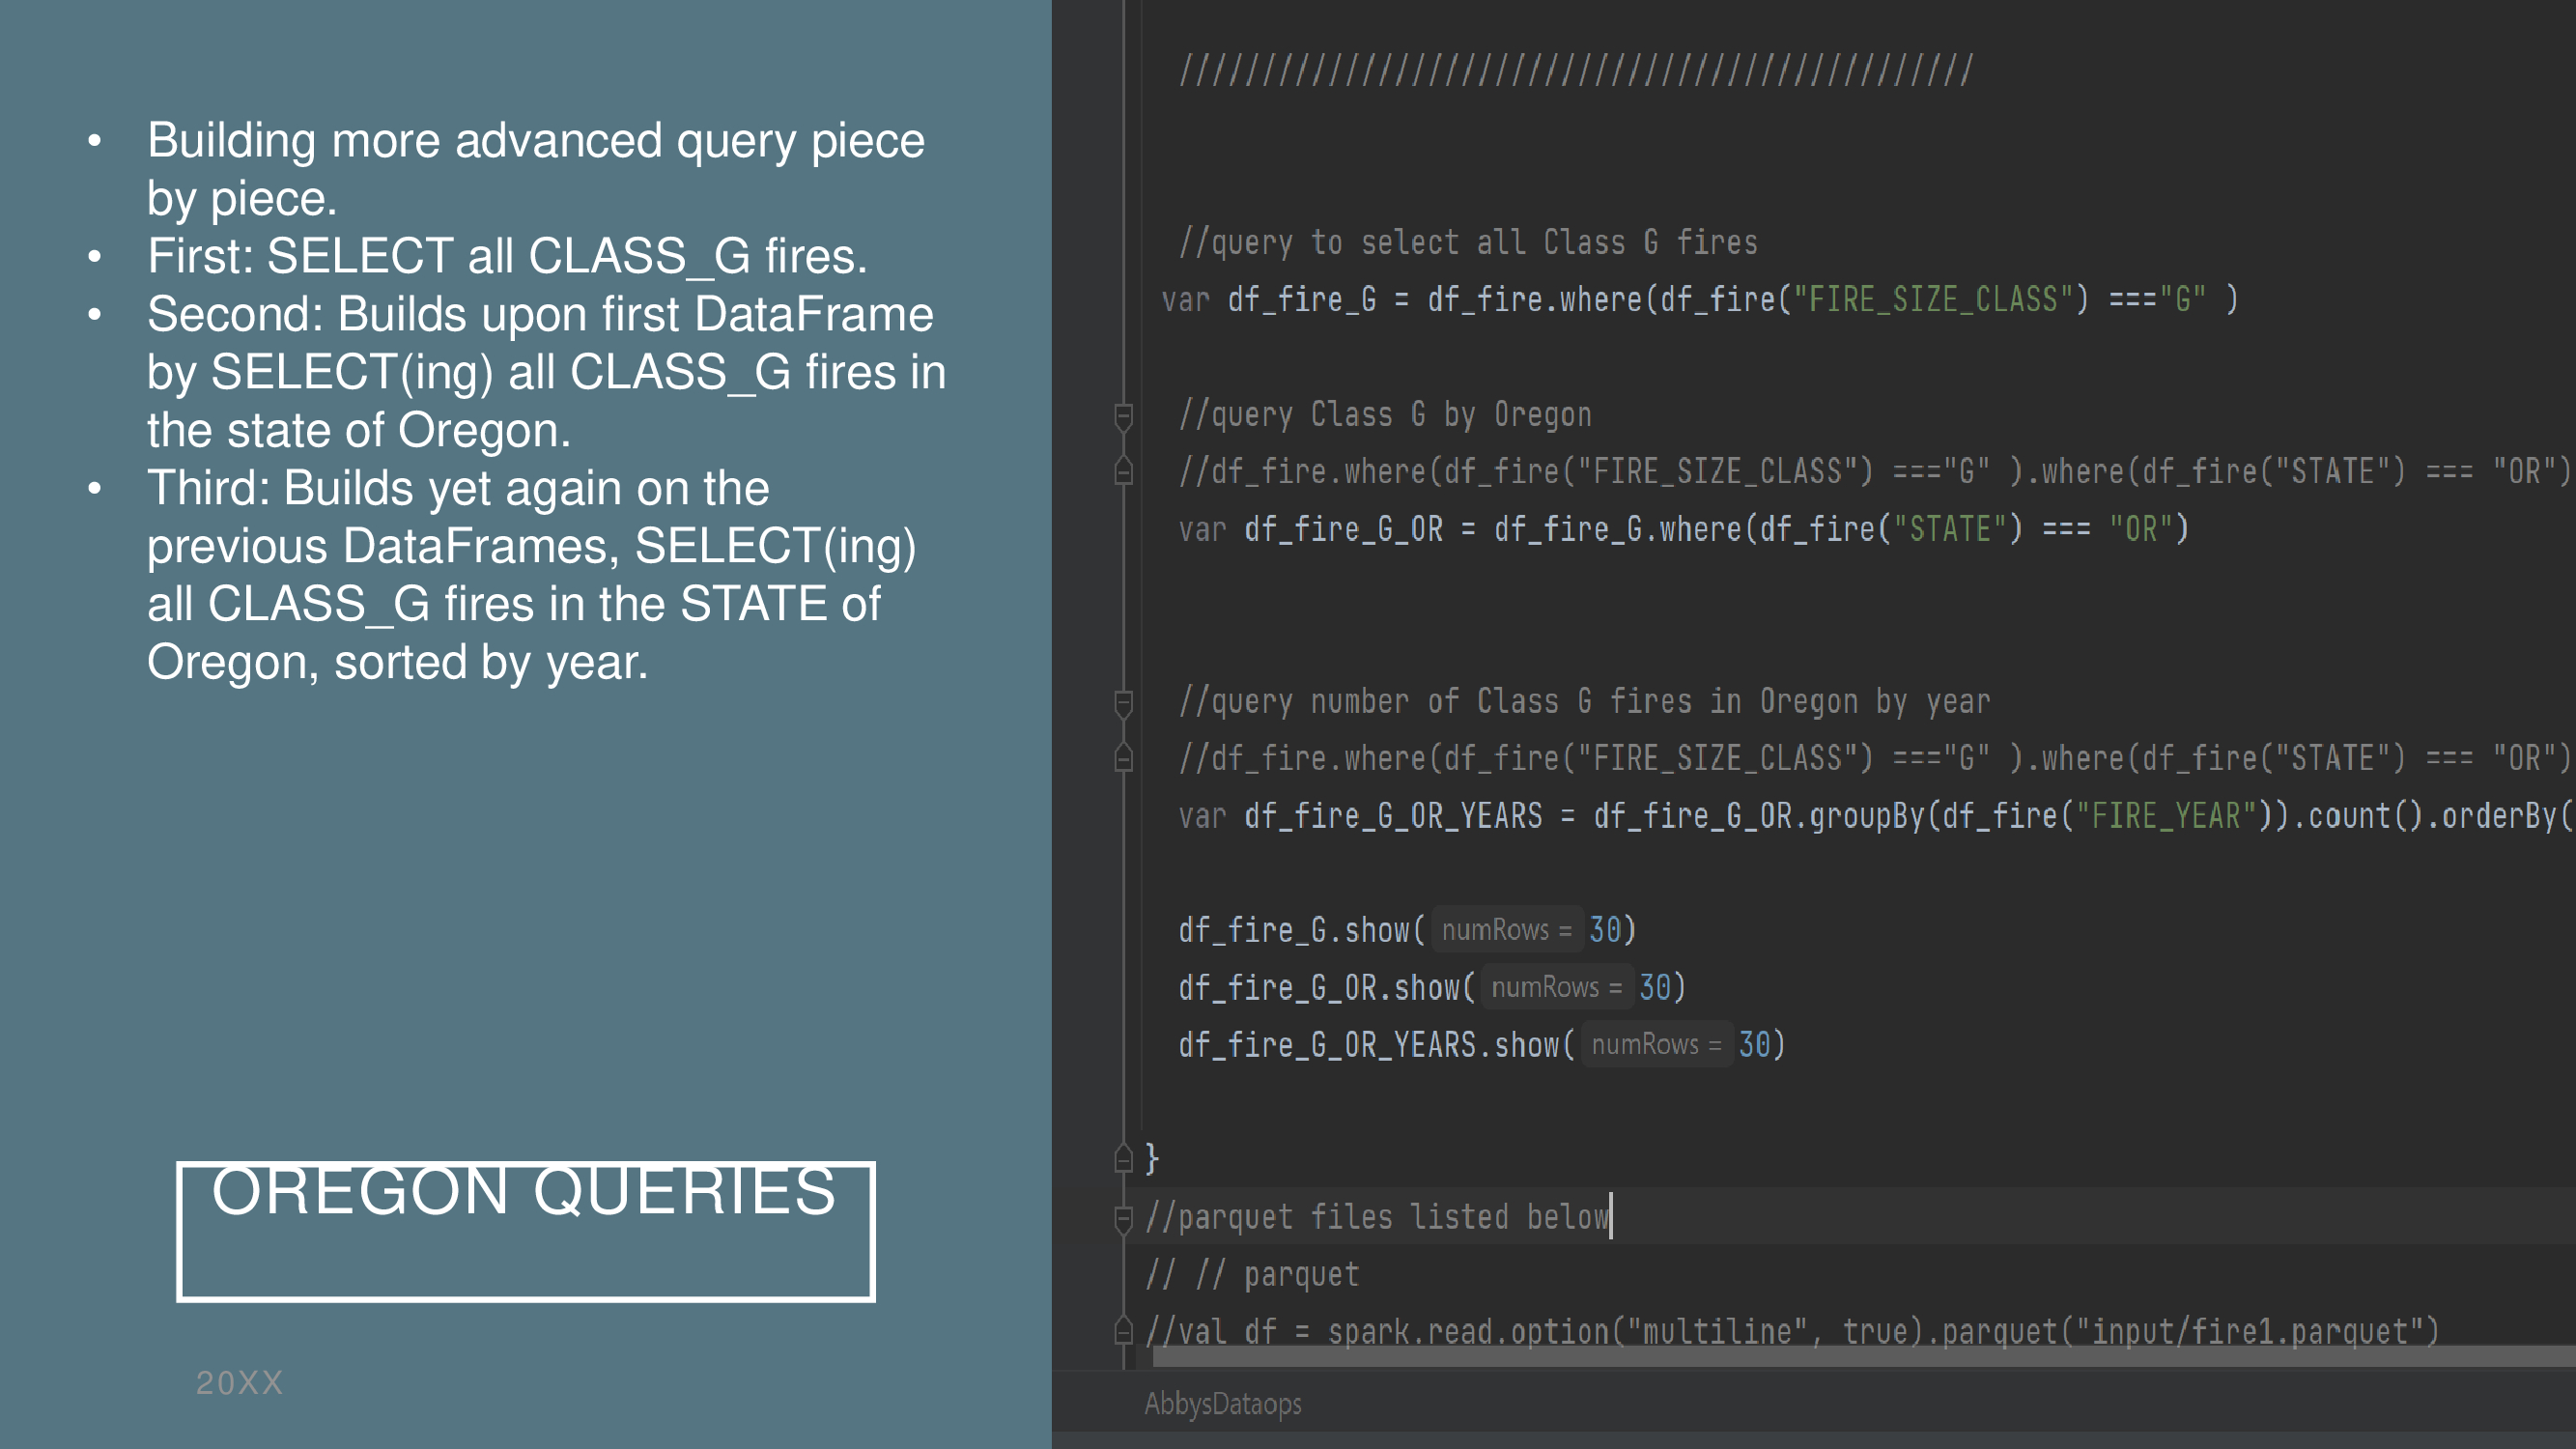 • Building more advanced query piece
by piece.
• First: SELECT all CLASS_G fires.
• Second: Builds upon first DataFrame
by SELECT(ing) all CLASS_G fires in
the state of Oregon.
• Third: Builds yet again on the
previous DataFrames, SELECT(ing)
all CLASS_G fires in the STATE of
Oregon, sorted by year.
OREGON QUERIES
20XX
////////////////////////////////////////////////
//query to select all Class G fires
var df_fire_G = df_fire.where(df_fire("FIRE_SIZE_CLASS") ==="G" )
//query Class G by Oregon
//df_fire.where(df_fire("FIRE_SIZE_CLASS") ==="G" ).where(df_fire("STATE") === "OR")
var df_fire_G_OR = df_fire_G.where(df_fire("STATE") === "OR")
//query number of Class G fires in Oregon by year
//df_fire.where(df_fire("FIRE_SIZE_CLASS") ==="G" ).where(df_fire("STATE") === "OR")
var df_fire_G_OR_YEARS = df_fire_G_OR.groupBy(df_fire("FIRE_YEAR")).count().orderBy(
df_fire_G.show( numRows = 30)
df_fire_G_OR.show( numRows = 30)
df_fire_G_OR_YEARS.show( numRows = 30)
}
//parquet files listed below
// // parquet
//val df = spark.read.option("multiline", true).parquet("input/fire1.parquet")
AbbysDataops